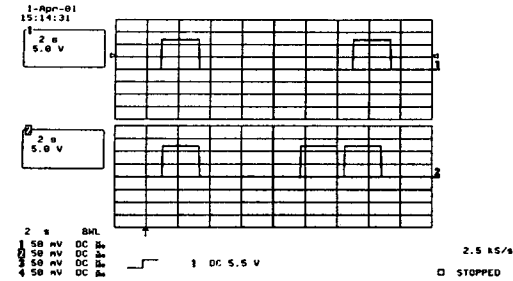 1-Apr-01
15:14:31
1
2 s
5.0 V
1
2
2 s
5.0 V
2
2 s BWL
1 50 mV DC
2 50 mV DC
3 50 mV DC
4 50 mV DC
1 DC 5.5 V
2.5 kS/s
STOPPED